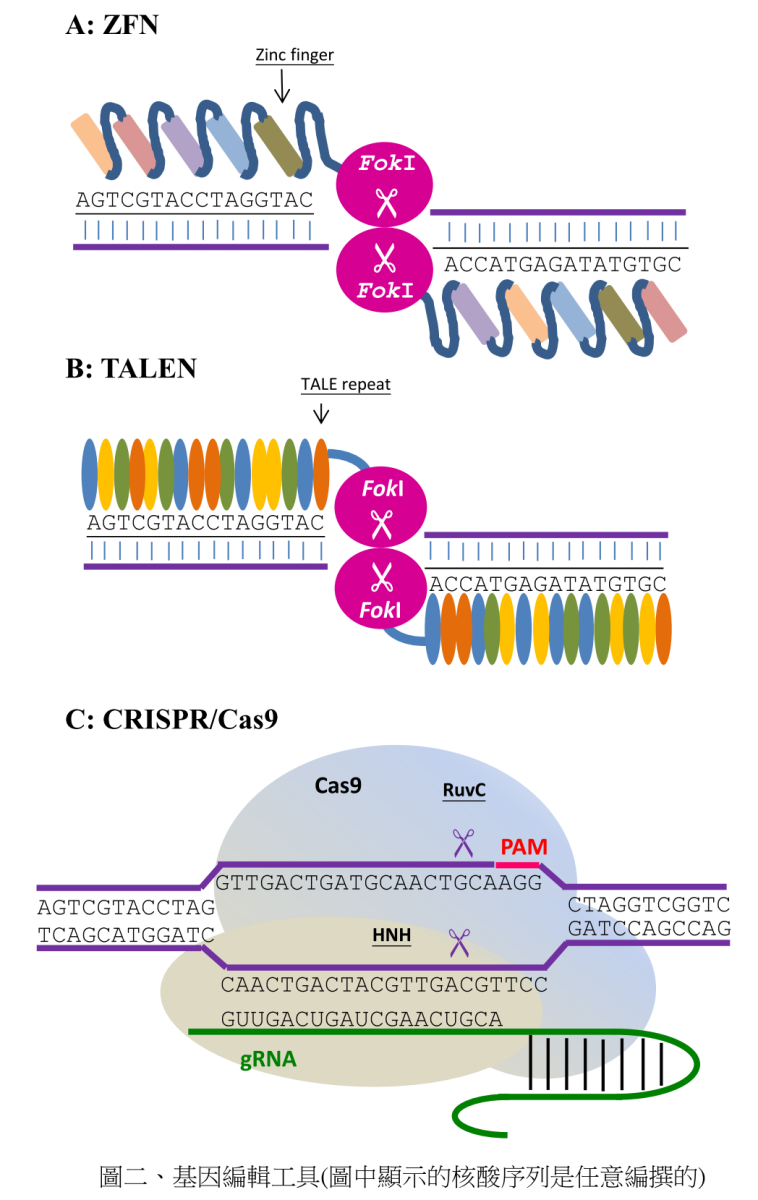 A: ZFN
Zinc finger
FokI
AGTCGTACCTAGGTAC
FokI
ACCATGAGATATGTGC
B: TALEN
TALE repeat
FokI
AGTCGTACCTAGGTAC
FokI
ACCATGAGATATGTGC
C: CRISPR/Cas9
Cas9
RuvC
PAM
GTTGACTGATGCAACTGCAAGG
AGTCGTACCTAG
CTAGGTCGGTC
TCAGCATGGATC
GATCCAGCCAG
HNH
CAACTGACTACGTTGACGTTCC
GUUGACUGAUCGAACUGCA
gRNA
圖二、基因編輯工具(圖中顯示的核酸序列是任意編撰的)